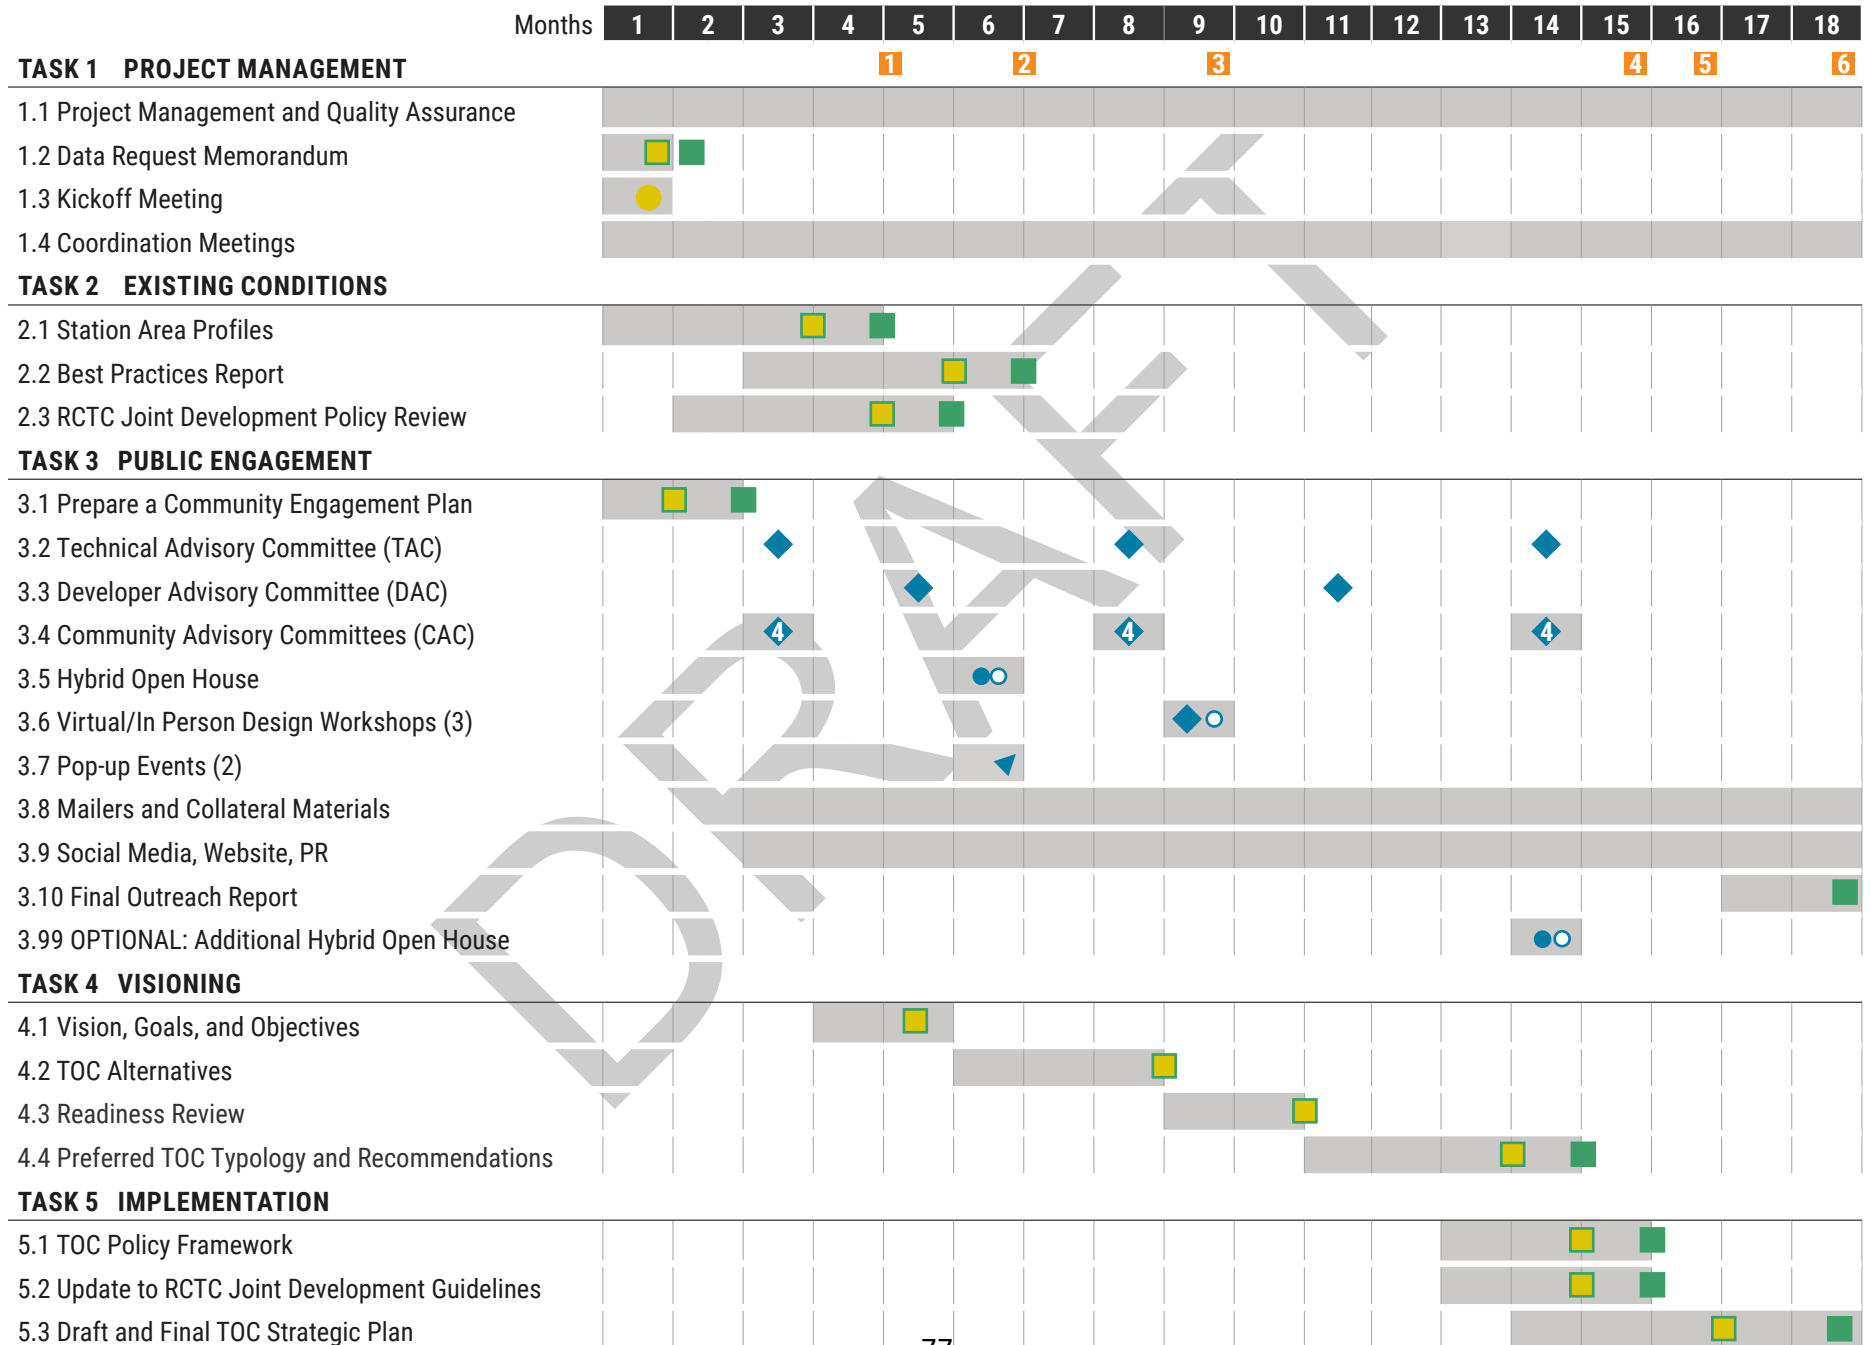 Months 1 2 3 4 5 6 7 8 9 10 11 12 13 14 15 16 17 18
TASK 1 PROJECT MANAGEMENT 1 2 3 4 5 6
1.1 Project Management and Quality Assurance
1.2 Data Request Memorandum
1.3 Kickoff Meeting
1.4 Coordination Meetings
TASK 2 EXISTING CONDITIONS
2.1 Station Area Profiles
2.2 Best Practices Report
2.3 RCTC Joint Development Policy Review
TASK 3 PUBLIC ENGAGEMENT
3.1 Prepare a Community Engagement Plan
3.2 Technical Advisory Committee (TAC)
3.3 Developer Advisory Committee (DAC)
3.4 Community Advisory Committees (CAC) 4 4 4
3.5 Hybrid Open House
3.6 Virtual/In Person Design Workshops (3)
3.7 Pop-up Events (2)
3.8 Mailers and Collateral Materials
3.9 Social Media, Website, PR
3.10 Final Outreach Report
3.99 OPTIONAL: Additional Hybrid Open House
TASK 4 VISIONING
4.1 Vision, Goals, and Objectives
4.2 TOC Alternatives
4.3 Readiness Review
4.4 Preferred TOC Typology and Recommendations
TASK 5 IMPLEMENTATION
5.1 TOC Policy Framework
5.2 Update to RCTC Joint Development Guidelines
5.3 Draft and Final TOC Strategic Plan
77
DRAFT